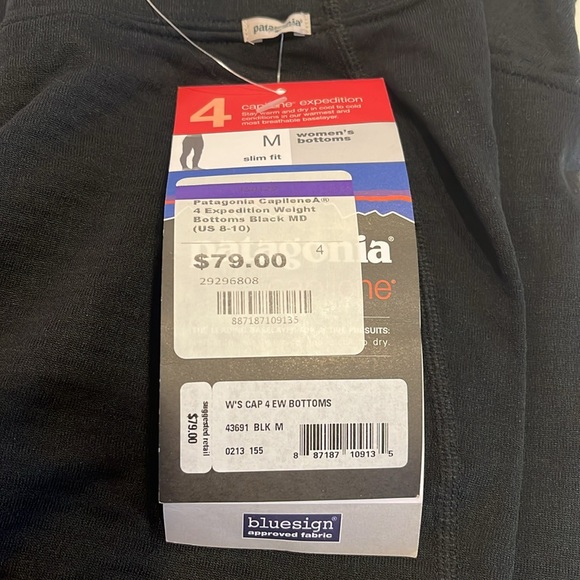 patagonia
4 capilene® expedition
Stay warm and dry in cool to cold
conditions in our warmest and
most breathable baselayer.
M women's
bottoms
slim fit
Patagonia CapileneÂ®
4 Expedition Weight
Bottoms Black MD
(US 8-10)
patagonia®
$79.00 4
29296808
ne®
887187109135
SUITS:
dry.
suggested retail
$79.00
W'S CAP 4 EW BOTTOMS
43691 BLK M
0213 155
8 87187 10913 5
bluesign®
approved fabric